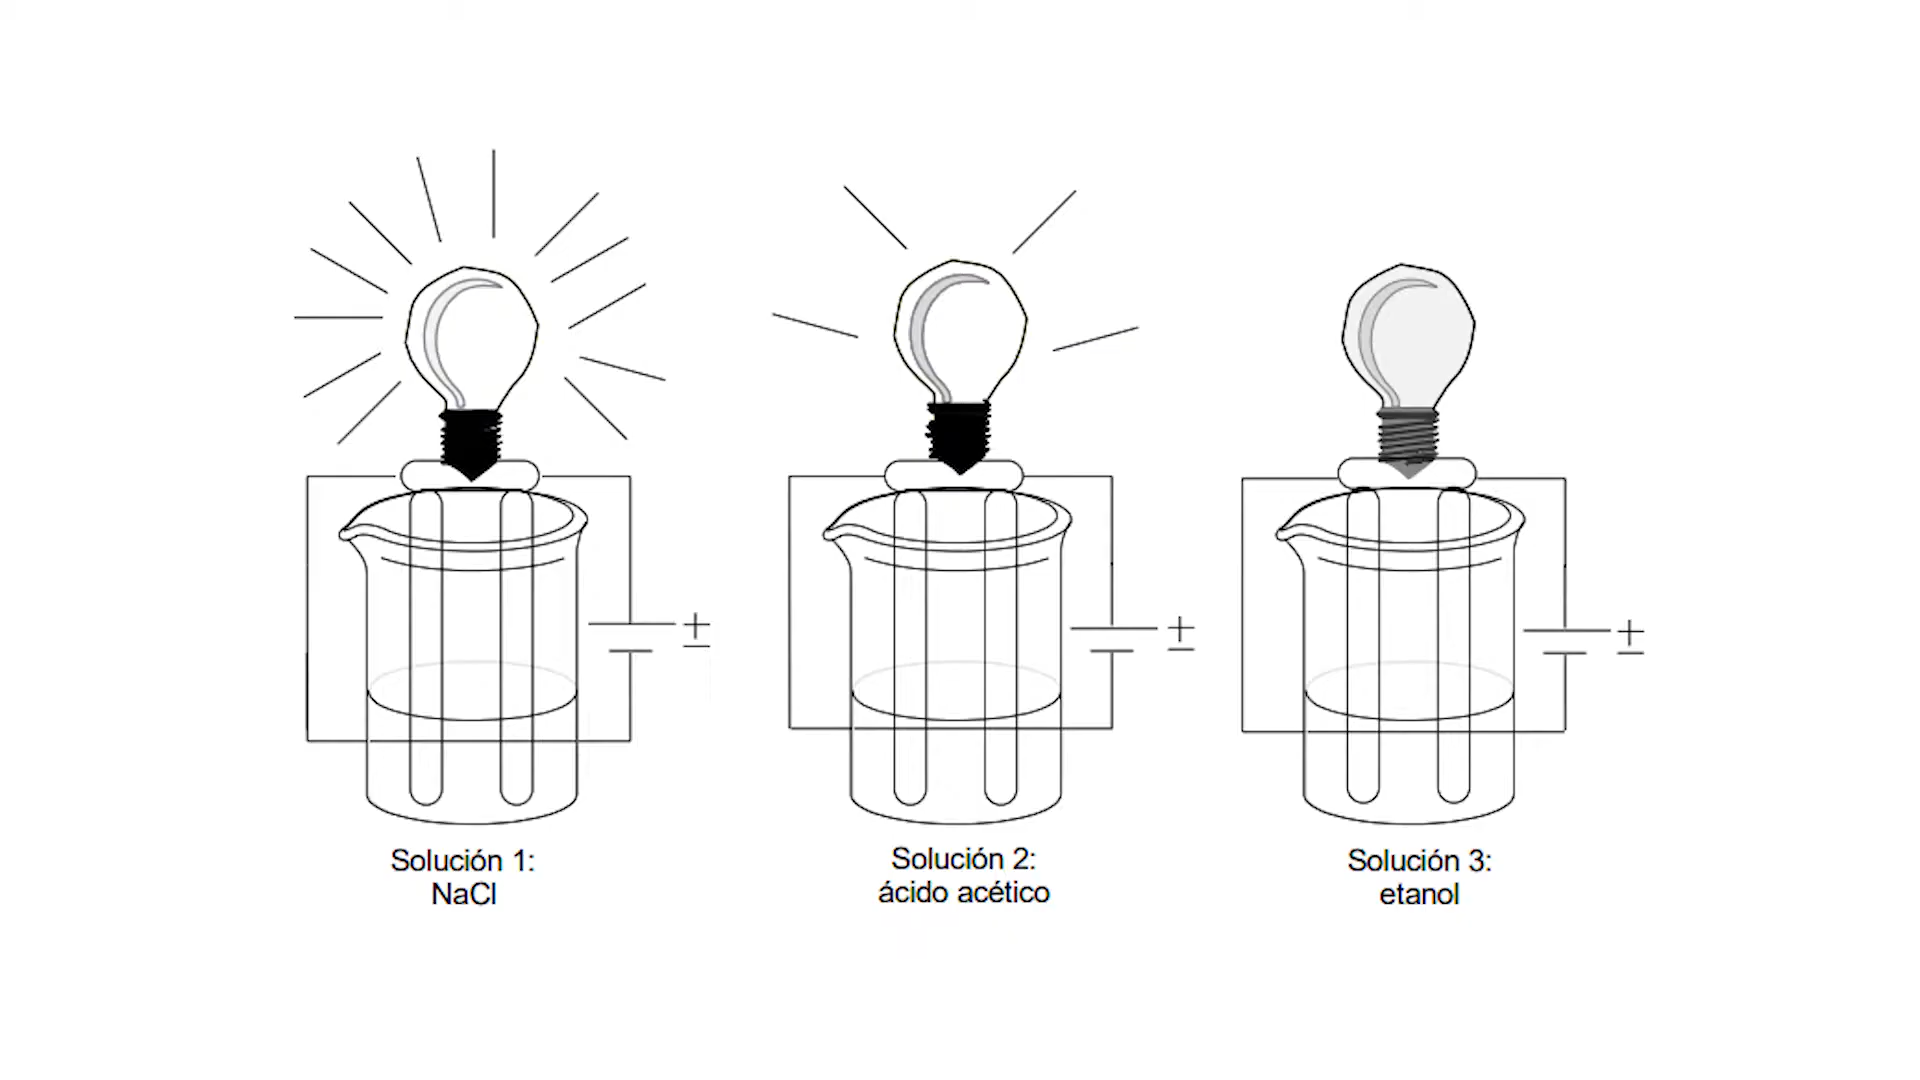 ±
±
±
Solución 1:
NaCl
Solución 2:
ácido acético
Solución 3:
etanol